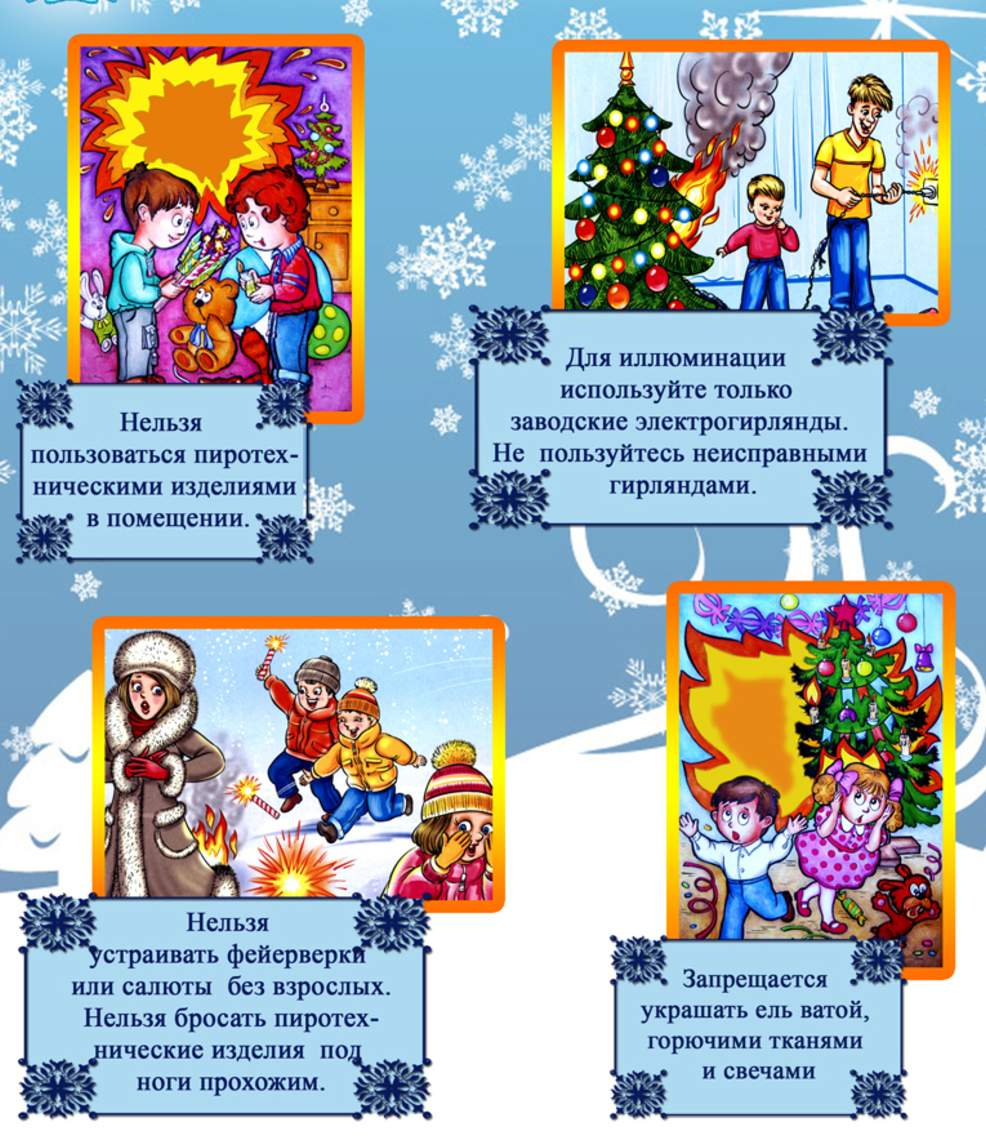 Нельзя
пользоваться пиротех-
ническими изделиями
в помещении.
Для иллюминации
используйте только
заводские электрогирлянды.
Не пользуйтесь неисправными
гирляндами.
Нельзя
устраивать фейерверки
или салюты без взрослых.
Нельзя бросать пиротех-
нические изделия под
ноги прохожим.
Запрещается
украшать ель ватой,
горючими тканями
и свечами